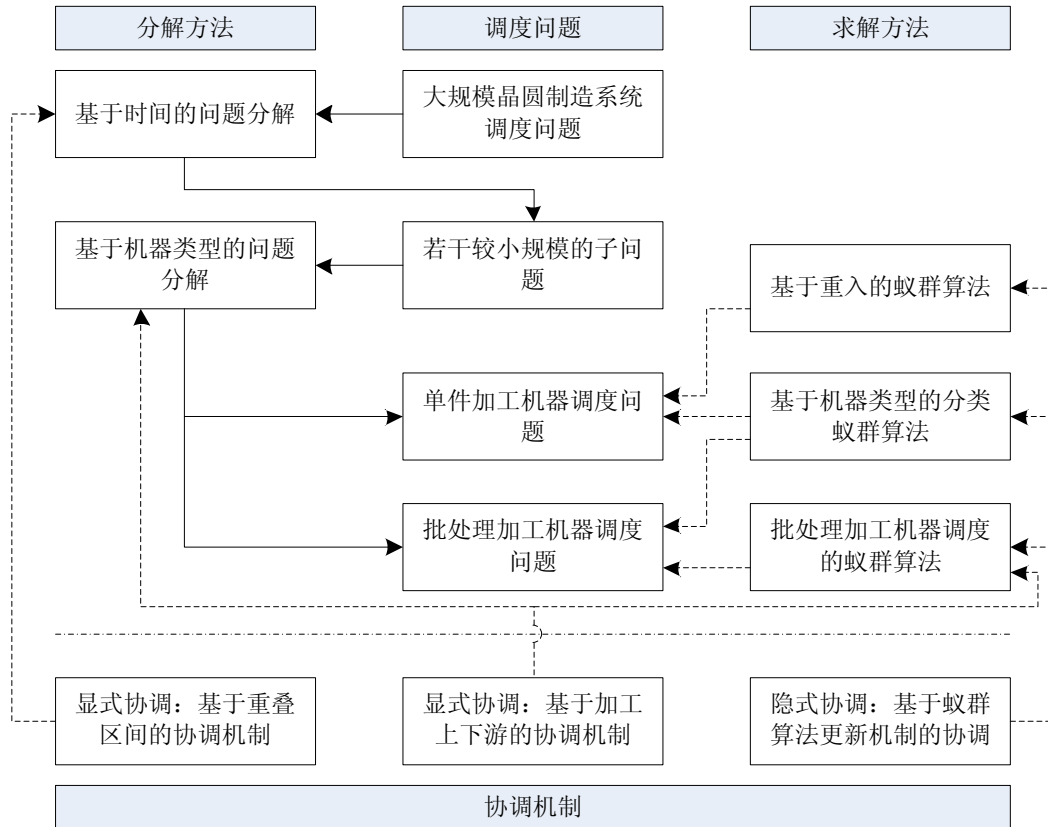 分解方法
调度问题
求解方法
基于时间的问题分解
大规模晶圆制造系统
调度问题
基于机器类型的问题
分解
若干较小规模的子问
题
基于重入的蚁群算法
单件加工机器调度问
题
基于机器类型的分类
蚁群算法
批处理加工机器调度
问题
批处理加工机器调度
的蚁群算法
显式协调：基于重叠
区间的协调机制
显式协调：基于加工
上下游的协调机制
隐式协调：基于蚁群
算法更新机制的协调
协调机制